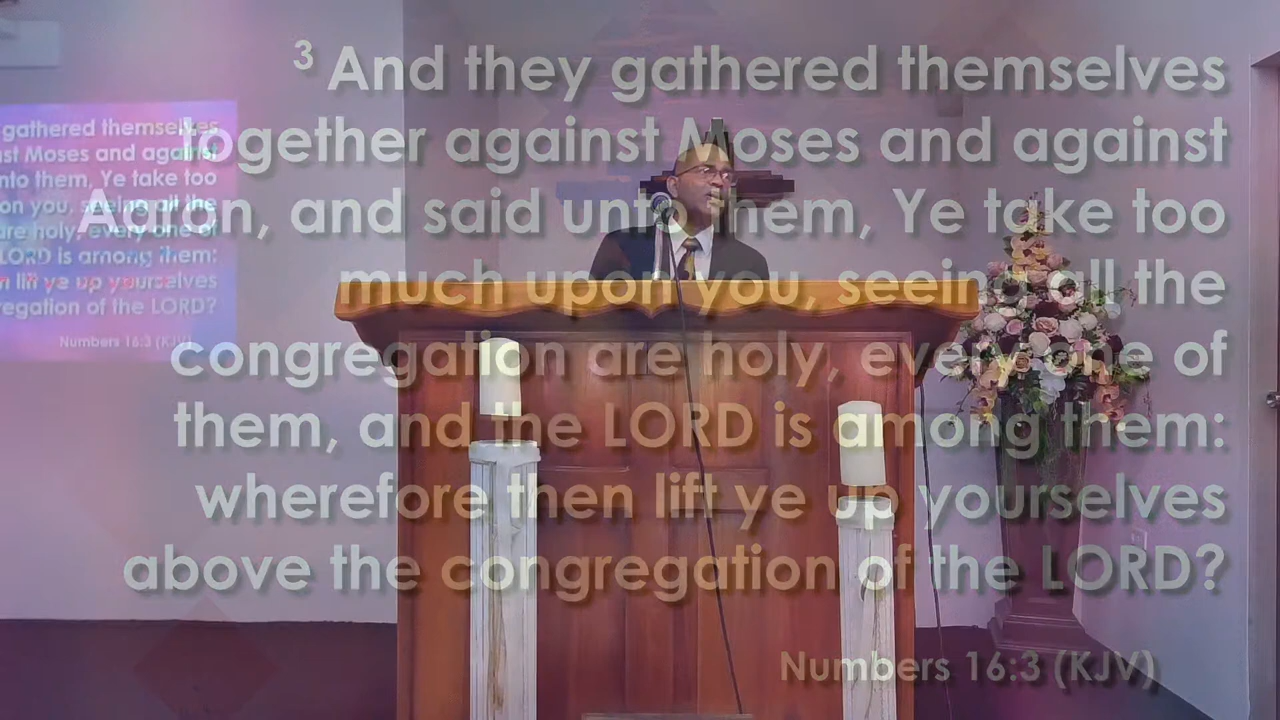 3 And they gathered themselves
together against Moses and against
Aaron, and said unto them, Ye take too
much upon you, seeing all the
congregation are holy, every one of
them, and the LORD is among them:
wherefore then lift ye up yourselves
above the congregation of the LORD?
Numbers 16:3 (KJV)
gathered themselves
Moses and against
them, Ye take too
on you, seeing all the
are holy, every one of
LORD is among them:
lift ye up yourselves
of the LORD?
Numbers 16:3 (KJV)